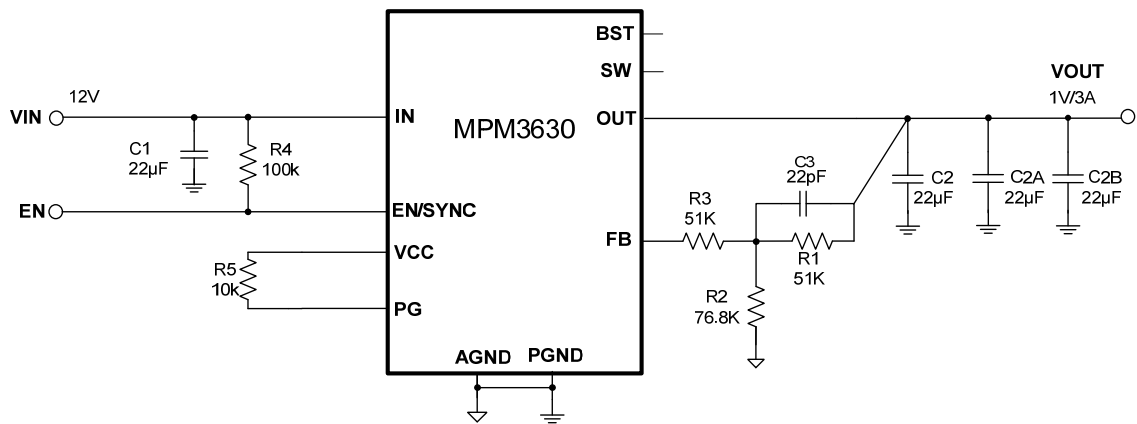 BST
SW
VOUT
12V
1V/3A
VIN
IN
MPM3630
OUT
C1
22µF
R4
100k
C3
22pF
C2
22µF
C2A
22µF
C2B
22µF
EN
EN/SYNC
R3
51K
FB
R1
51K
VCC
R5
10k
PG
R2
76.8K
AGND
PGND